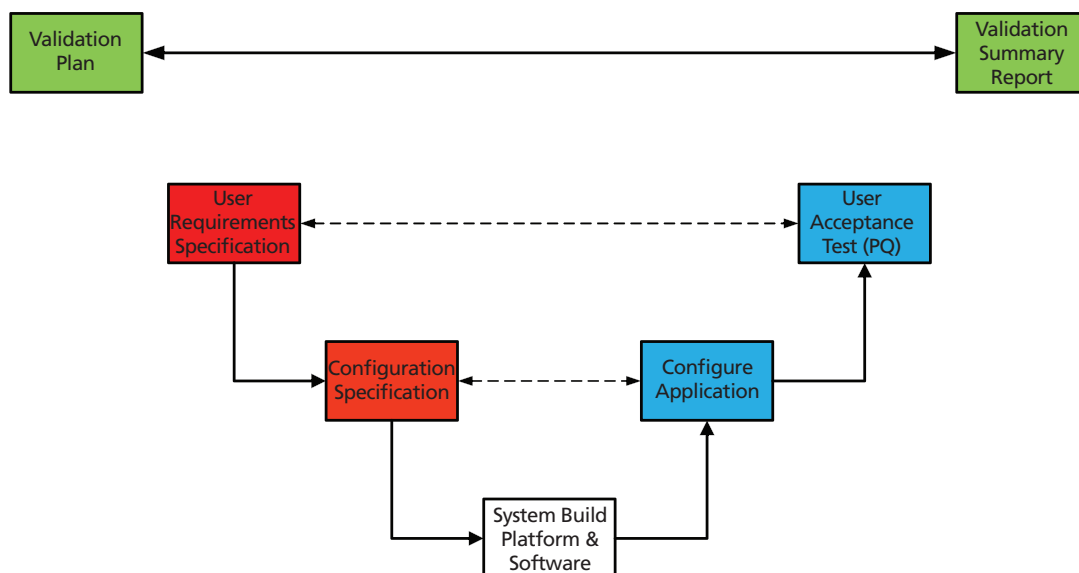 Validation
Plan
Validation
Summary
Report
User
Requirements
Specification
User
Acceptance
Test (PQ)
Configuration
Specification
Configure
Application
System Build
Platform &
Software